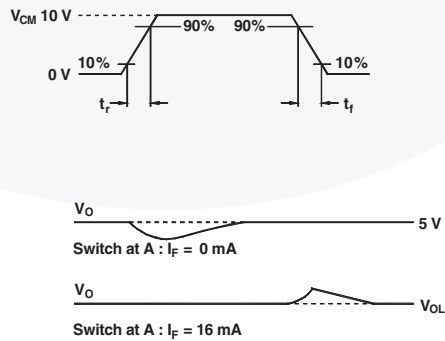 V_CM 10 V
90% 90%
10% 10%
0 V
t_r t_f
V_O
5 V
Switch at A : I_F = 0 mA
V_O
V_OL
Switch at A : I_F = 16 mA